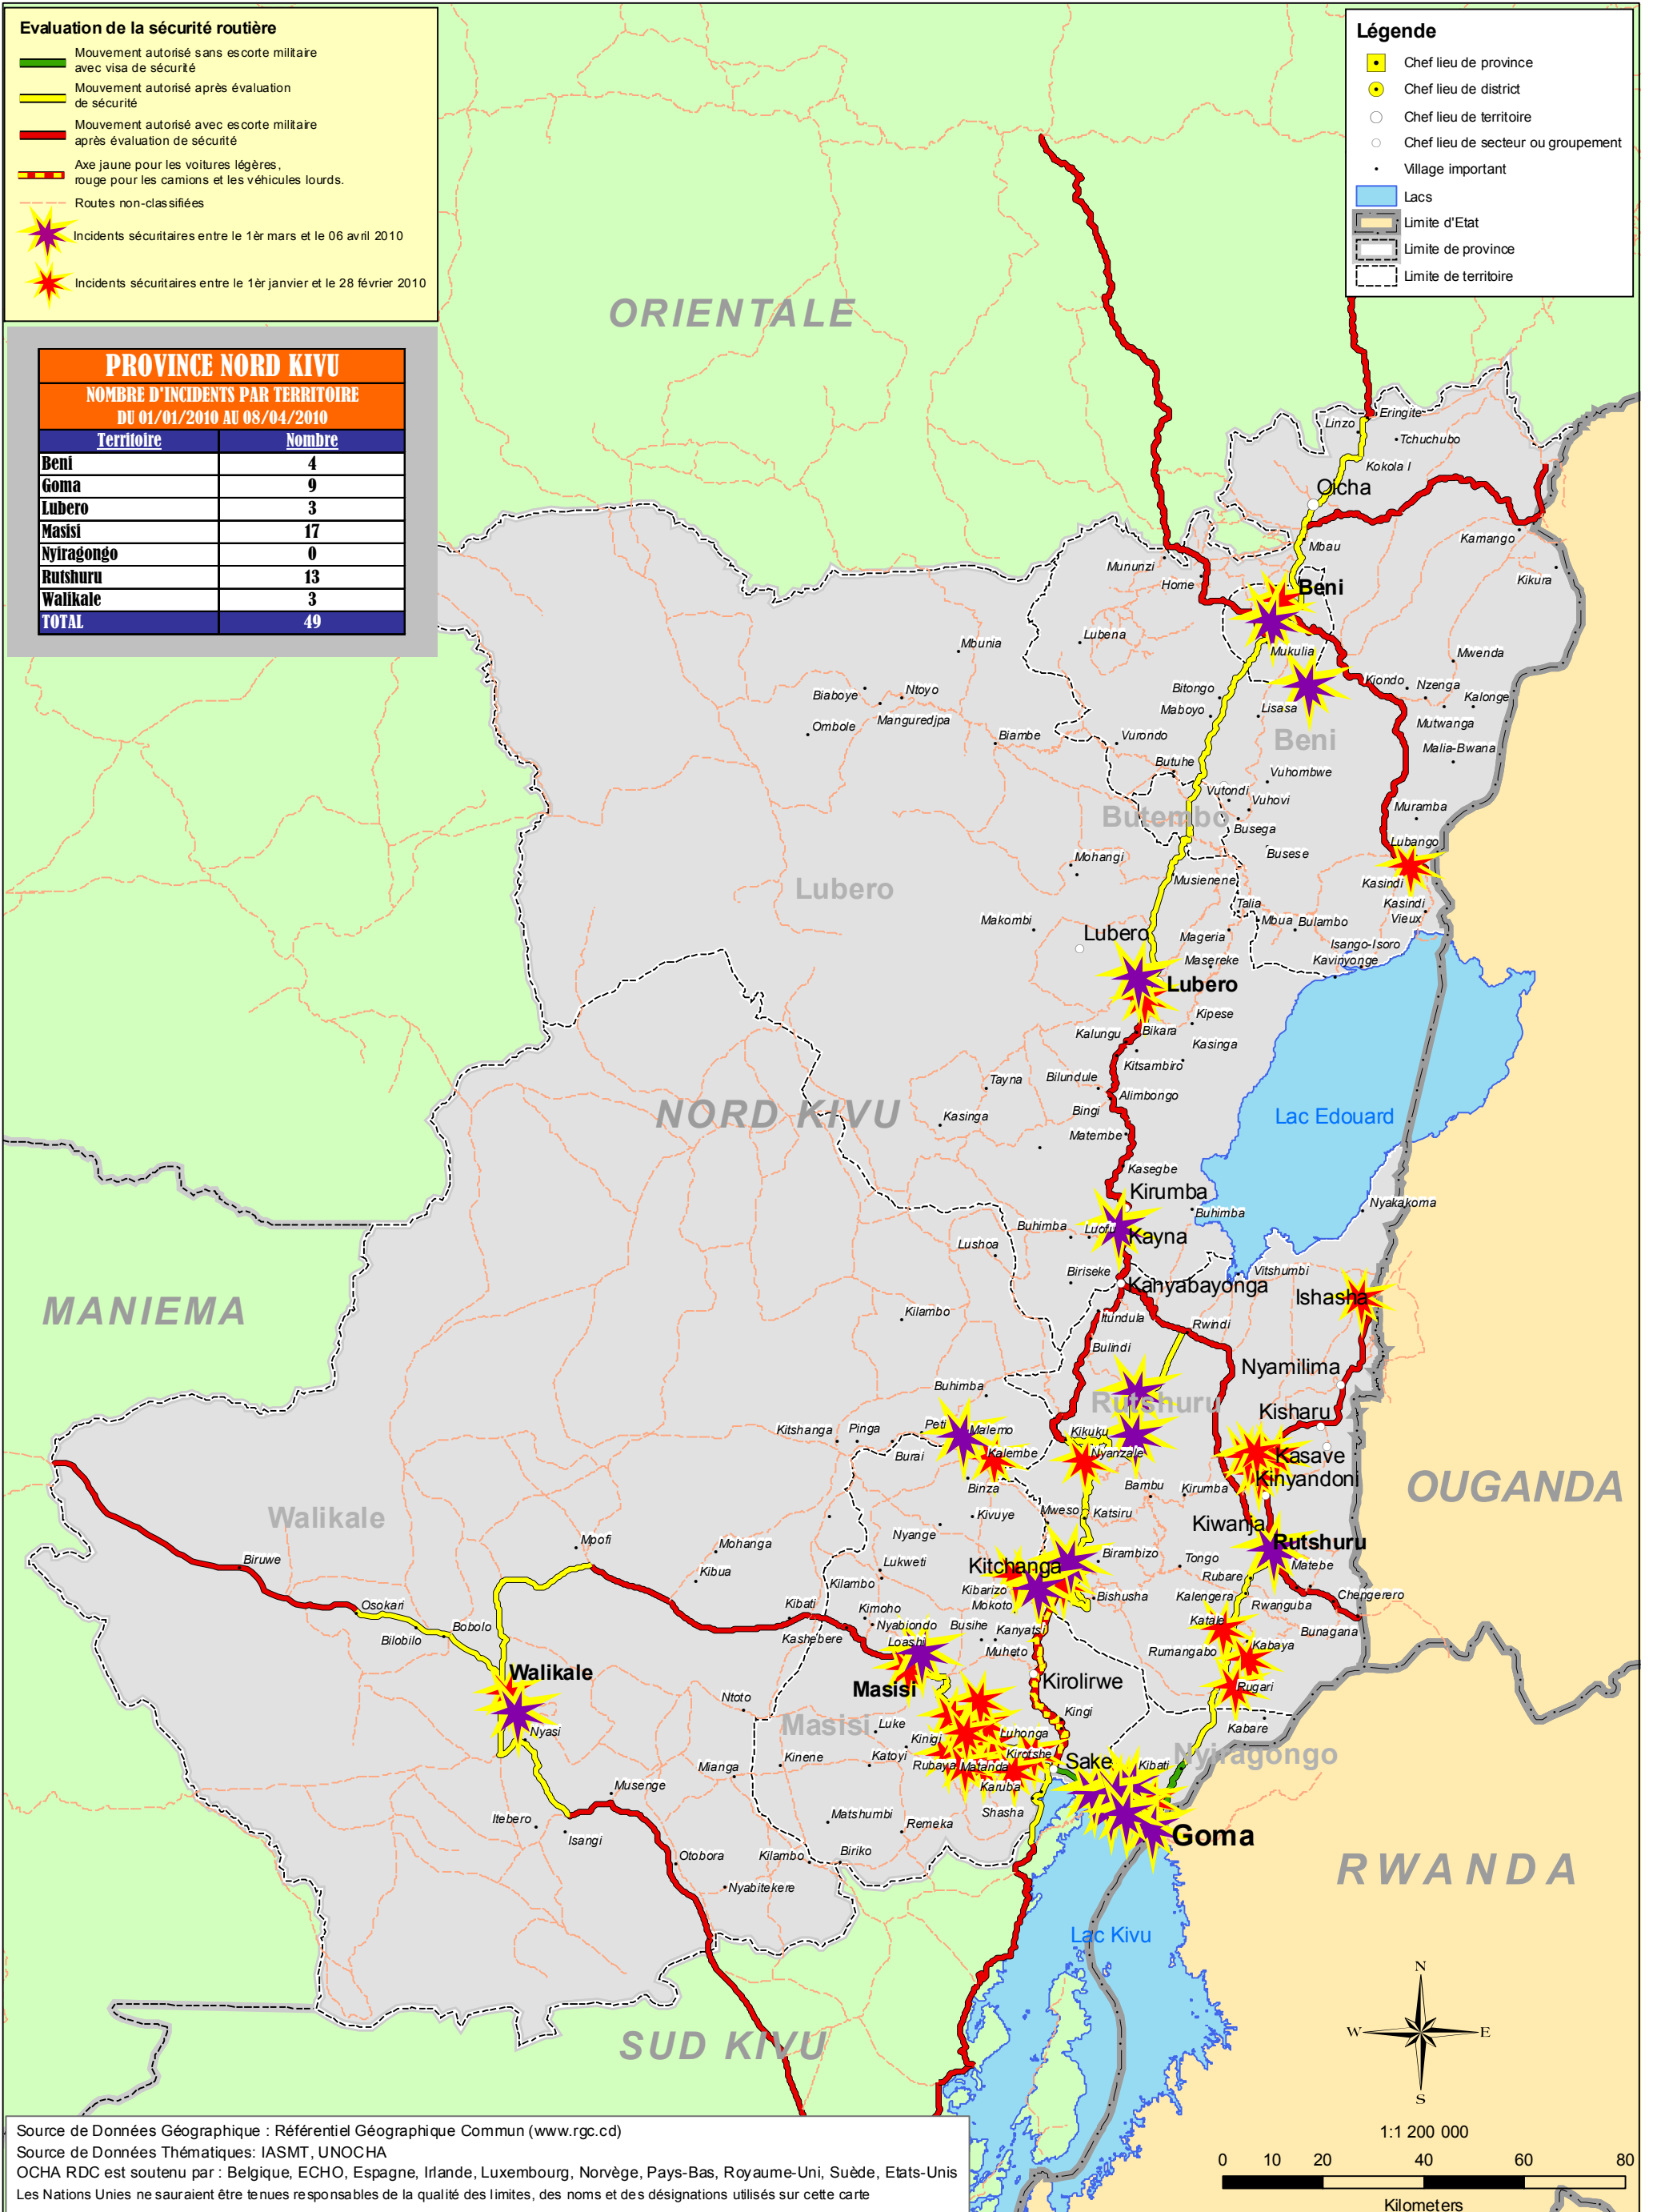 Evaluation de la sécurité routière
Mouvement autorisé sans escorte militaire
avec visa de sécurité
Mouvement autorisé après évaluation
de sécurité
Mouvement autorisé avec escorte militaire
après évaluation de sécurité
Axe jaune pour les voitures légères,
rouge pour les camions et les véhicules lourds.
Routes non-classifiées
Incidents sécuritaires entre le 1èr mars et le 06 avril 2010
Incidents sécuritaires entre le 1èr janvier et le 28 février 2010
Légende
Chef lieu de province
Chef lieu de district
Chef lieu de territoire
Chef lieu de secteur ou groupement
Village important
Lacs
Limite d'Etat
Limite de province
Limite de territoire
PROVINCE NORD KIVU
NOMBRE D'INCIDENTS PAR TERRITOIRE
DU 01/01/2010 AU 08/04/2010
Territoire Nombre
Beni 4
Goma 9
Lubero 3
Masisi 17
Nyiragongo 0
Rutshuru 13
Walikale 3
TOTAL 49
ORIENTALE
Eringite
Linzo
Tchuchubo
Kokola I
Oicha
Mbau
Kamango
Mununzi
Home
Kikura
Beni
Lubena
Mbunia
Mukulia
Mwenda
Biaboye
Ntoyo
Bitongo
Kiondo
Nzenga
Kalonge
Manguredjpa
Maboyo
Lisasa
Mutwanga
Ombole
Biambe
Vurondo
Beni
Malia-Bwana
Butuhe
Vuhombwe
Vutondi
Vuhovi
Muramba
Butembo
Busega
Lubango
Busese
Mohangi
Kasindi
Musienene
Lubero
Talia
Kasindi
Vieux
Makombi
Mbua
Bulambo
Lubero
Mageria
Isango-Isoro
Masereke
Kavinyonge
Lubero
Kipese
Kalungu
Bikara
Kasinga
Kitsambiro
Tayna
Bilundule
Alimbongo
NORD KIVU
Kasinga
Bingi
Lac Edouard
Matembe
Kasegbe
Kirumba
Nyakakoma
Buhimba
Buhimba
Luofu
Kayna
Lushoa
Biriseke
Vitshumbi
Kanyabayonga
Ishasha
MANIEMA
Kilambo
Itundula
Rwindi
Bulindi
Nyamilima
Buhimba
Rutshuru
Kisharu
Kitshanga
Pinga
Peti
Malemo
Kikuku
Burai
Kalembe
Nyanzale
Kasave
Kinyandoni
Binza
Bambu
Kirumba
OUGANDA
Walikale
Kivuye
Mweso
Katsiru
Nyange
Kiwanja
Rutshuru
Mpofi
Mohanga
Biruwe
Lukweti
Kitchanga
Birambizo
Tongo
Matebe
Kibua
Kilambo
Kibarizo
Rubare
Mokoto
Bishusha
Kalengera
Chengerero
Osokari
Kibati
Kimoho
Rwanguba
Bobolo
Nyabiondo
Busihe
Kanyatsi
Katale
Bunagana
Bilobilo
Kashebere
Loashi
Muheto
Rumangabo
Kabaya
Walikale
Masisi
Kirolirwe
Rugari
Ntoto
Kingi
Kabare
Nyasi
Masisi
Luke
Luhonga
Kinigi
Kirotshe
Nyiragongo
Kinene
Katoyi
Rubaya
Matanda
Sake
Kibati
Mianga
Karuba
Musenge
Shasha
Itebero
Matshumbi
Remeka
Goma
Isangi
Otobora
Kilambo
Biriko
RWANDA
Nyabitekere
Lac Kivu
SUD KIVU
N
W E
S
1:1 200 000
0 10 20 40 60 80
Kilometers
Source de Données Géographique : Référentiel Géographique Commun (www.rgc.cd)
Source de Données Thématiques: IASMT, UNOCHA
OCHA RDC est soutenu par : Belgique, ECHO, Espagne, Irlande, Luxembourg, Norvège, Pays-Bas, Royaume-Uni, Suède, Etats-Unis
Les Nations Unies ne sauraient être tenues responsables de la qualité des limites, des noms et des désignations utilisés sur cette carte